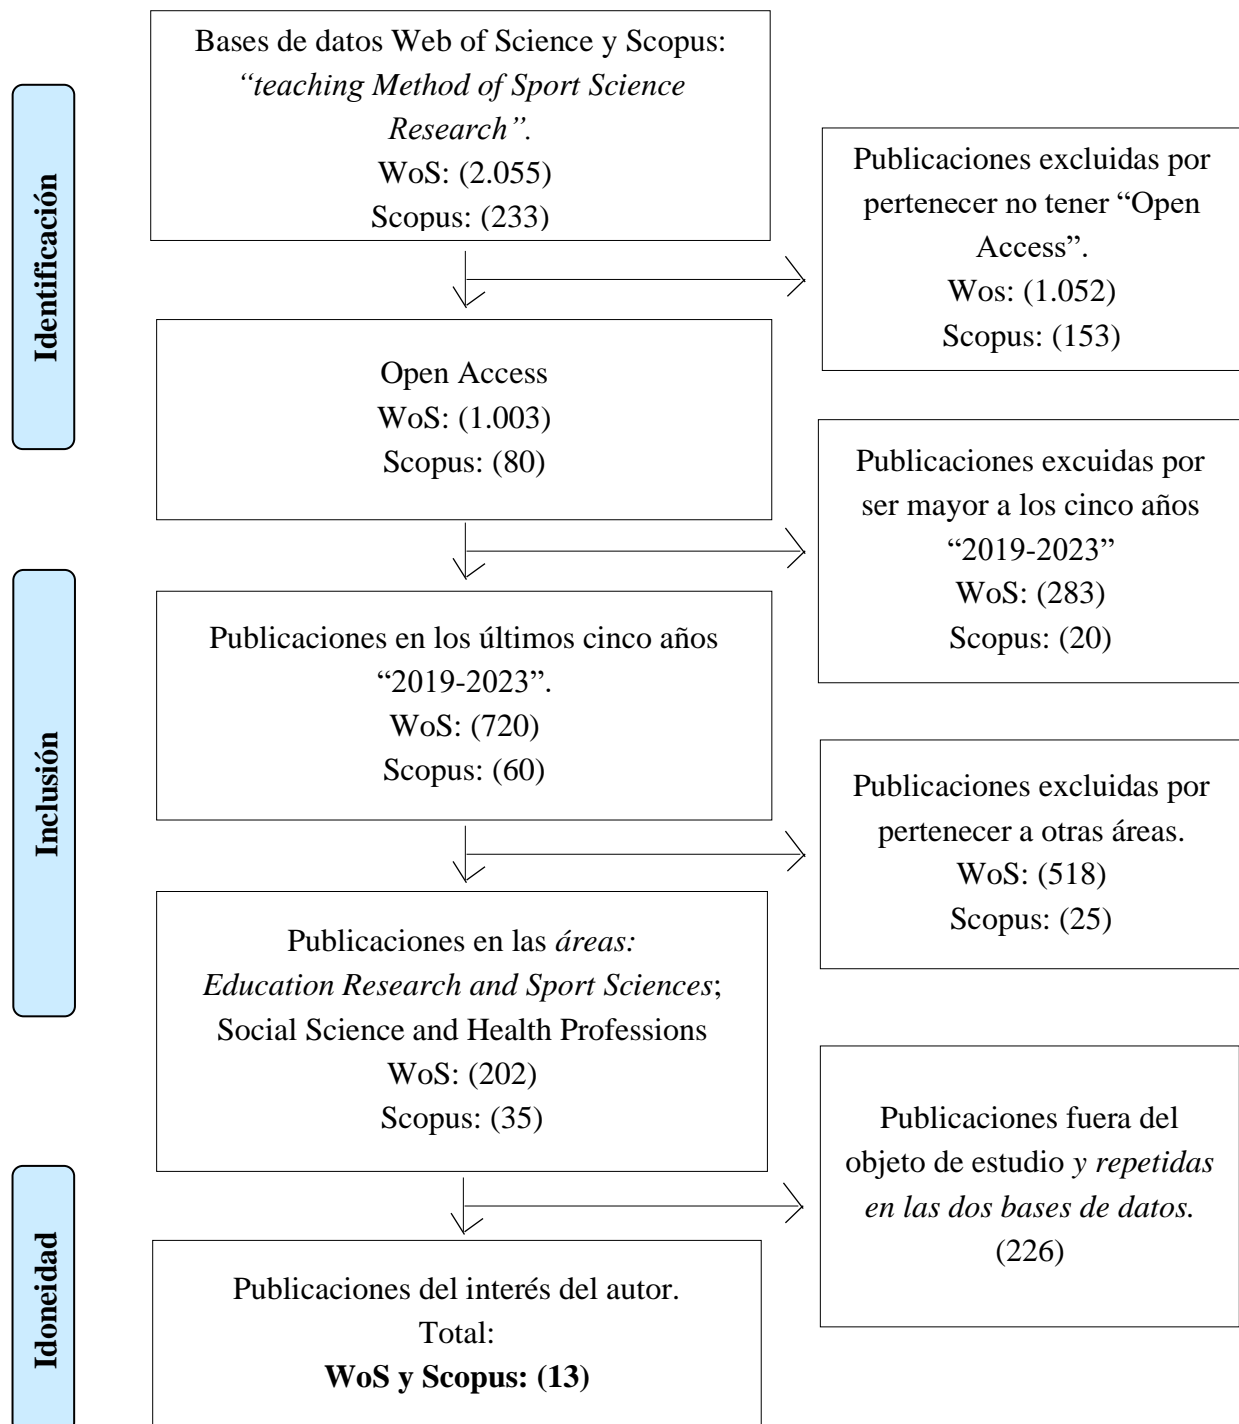 Bases de datos Web of Science y Scopus:
“teaching Method of Sport Science
Research”.
WoS: (2.055)
Scopus: (233)
Identificación
Publicaciones excluidas por
pertenecer no tener “Open
Access”.
Wos: (1.052)
Scopus: (153)
Open Access
WoS: (1.003)
Scopus: (80)
Publicaciones excuidas por
ser mayor a los cinco años
“2019-2023”
WoS: (283)
Scopus: (20)
Inclusión
Publicaciones en los últimos cinco años
“2019-2023”.
WoS: (720)
Scopus: (60)
Publicaciones excluidas por
pertenecer a otras áreas.
WoS: (518)
Scopus: (25)
Publicaciones en las áreas:
Education Research and Sport Sciences;
Social Science and Health Professions
WoS: (202)
Scopus: (35)
Publicaciones fuera del
objeto de estudio y repetidas
en las dos bases de datos.
(226)
Idoneidad
Publicaciones del interés del autor.
Total:
WoS y Scopus: (13)